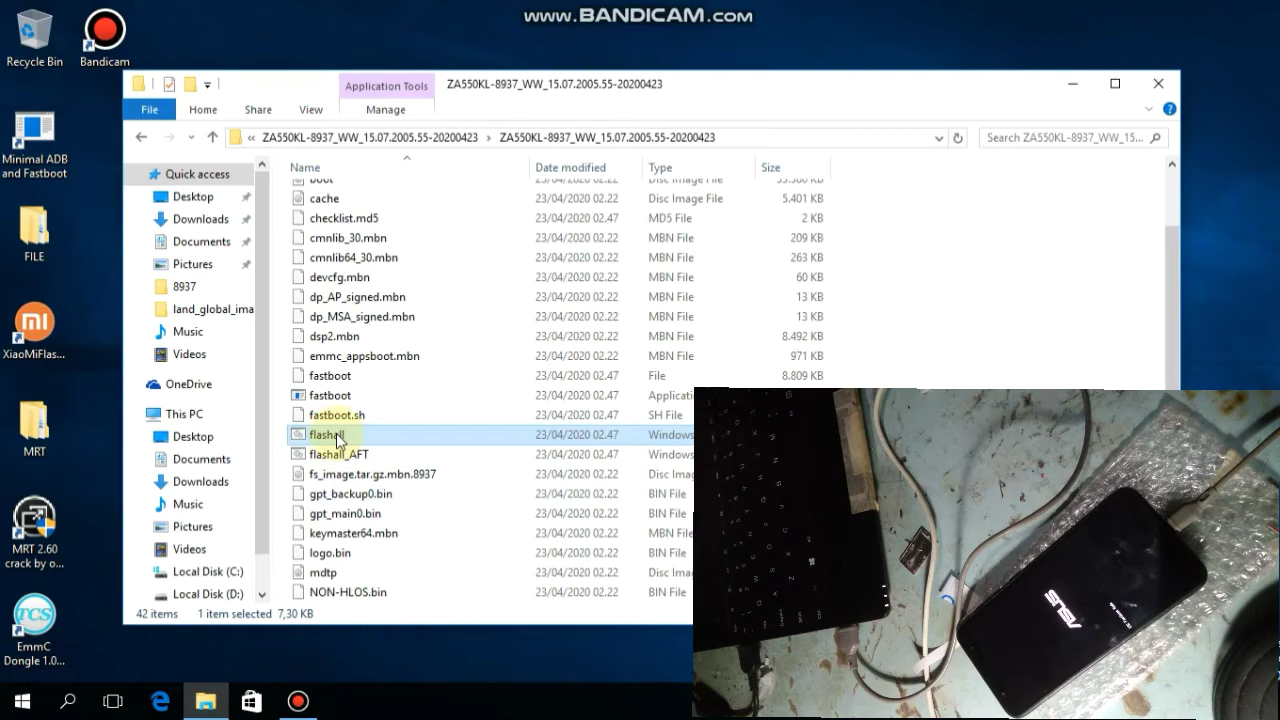 www.BANDICAM.com
Recycle Bin
Bandicam
Minimal ADB
and Fastboot
FILE
XiaoMiFlas...
MRT
MRT 2.60
crack by o...
EmmC
Dongle 1.0...
Application Tools
ZA550KL-8937_WW_15.07.2005.55-20200423
File
Home
Share
View
Manage
« ZA550KL-8937_WW_15.07.2005.55-20200423 › ZA550KL-8937_WW_15.07.2005.55-20200423
Search ZA550KL-8937_WW_15...
Quick access
Desktop
Downloads
Documents
Pictures
8937
land_global_ima
Music
Videos
OneDrive
This PC
Desktop
Documents
Downloads
Music
Pictures
Videos
Local Disk (C:)
Local Disk (D:)
Name Date modified Type Size
boot 23/04/2020 02.22 Disc Image File
cache 23/04/2020 02.22 Disc Image File 5.401 KB
checklist.md5 23/04/2020 02.47 MD5 File 2 KB
cmnlib_30.mbn 23/04/2020 02.22 MBN File 209 KB
cmnlib64_30.mbn 23/04/2020 02.22 MBN File 263 KB
devcfg.mbn 23/04/2020 02.22 MBN File 60 KB
dp_AP_signed.mbn 23/04/2020 02.22 MBN File 13 KB
dp_MSA_signed.mbn 23/04/2020 02.22 MBN File 13 KB
dsp2.mbn 23/04/2020 02.22 MBN File 8.492 KB
emmc_appsboot.mbn 23/04/2020 02.22 MBN File 971 KB
fastboot 23/04/2020 02.47 File 8.809 KB
fastboot 23/04/2020 02.47 Applicati
fastboot.sh 23/04/2020 02.47 SH File
flashall 23/04/2020 02.47 Windows
flashall_AFT 23/04/2020 02.47 Windows
fs_image.tar.gz.mbn.8937 23/04/2020 02.22 Disc Imag
gpt_backup0.bin 23/04/2020 02.22 BIN File
gpt_main0.bin 23/04/2020 02.22 BIN File
keymaster64.mbn 23/04/2020 02.22 MBN File
logo.bin 23/04/2020 02.22 BIN File
mdtp 23/04/2020 02.22 Disc Imag
NON-HLOS.bin 23/04/2020 02.22 BIN File
42 items 1 item selected 7,30 KB
TCS
ASUS